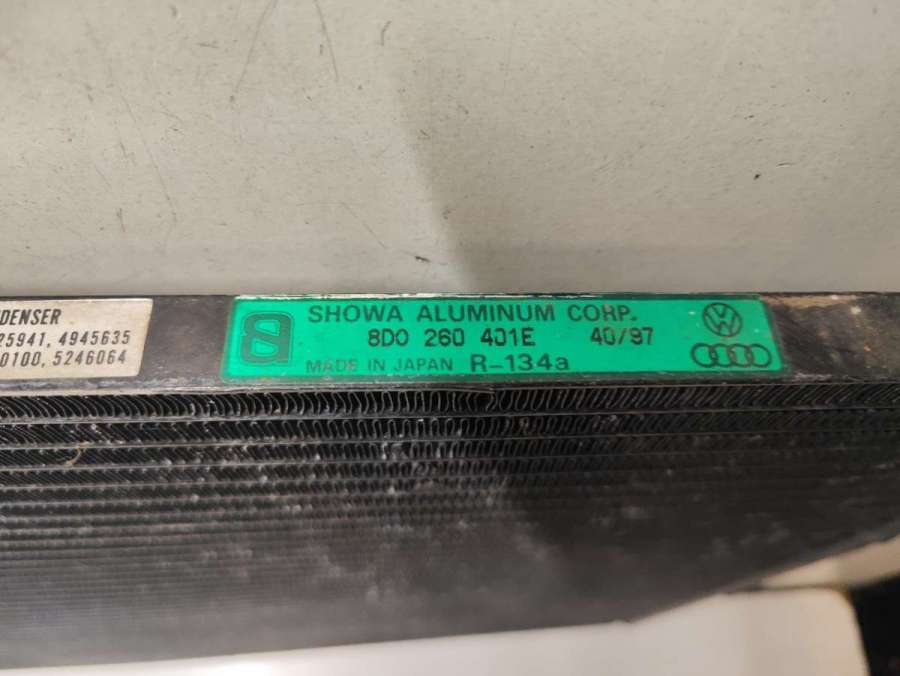 DENSER
25941, 4945635
0100, 5246064
SHOWA ALUMINUM CORP.
8D0 260 401E 40/97
MADE IN JAPAN R-134a